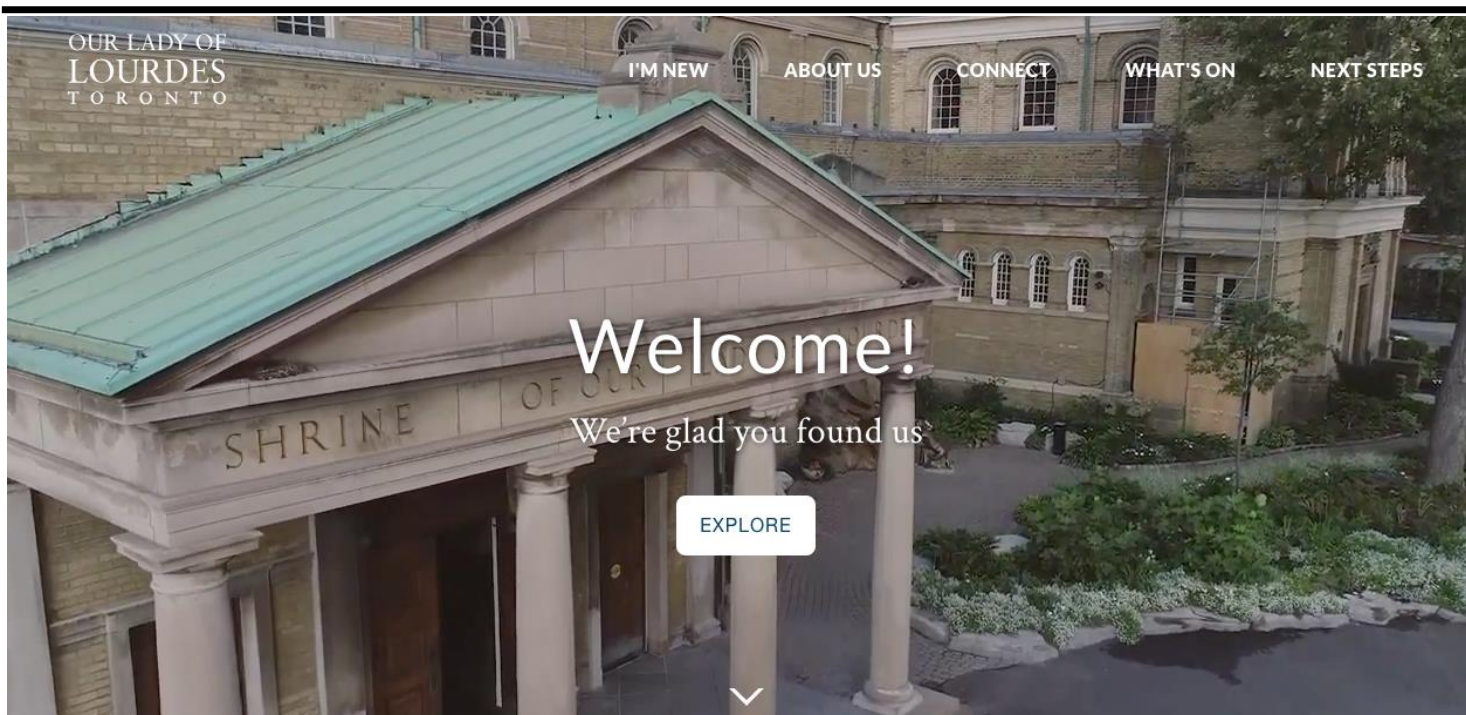 OUR LADY OF
LOURDES
TORONTO
I'M NEW
ABOUT US
CONNECT
WHAT'S ON
NEXT STEPS
Welcome!
SHRINE OF OUR
We're glad you found us
EXPLORE